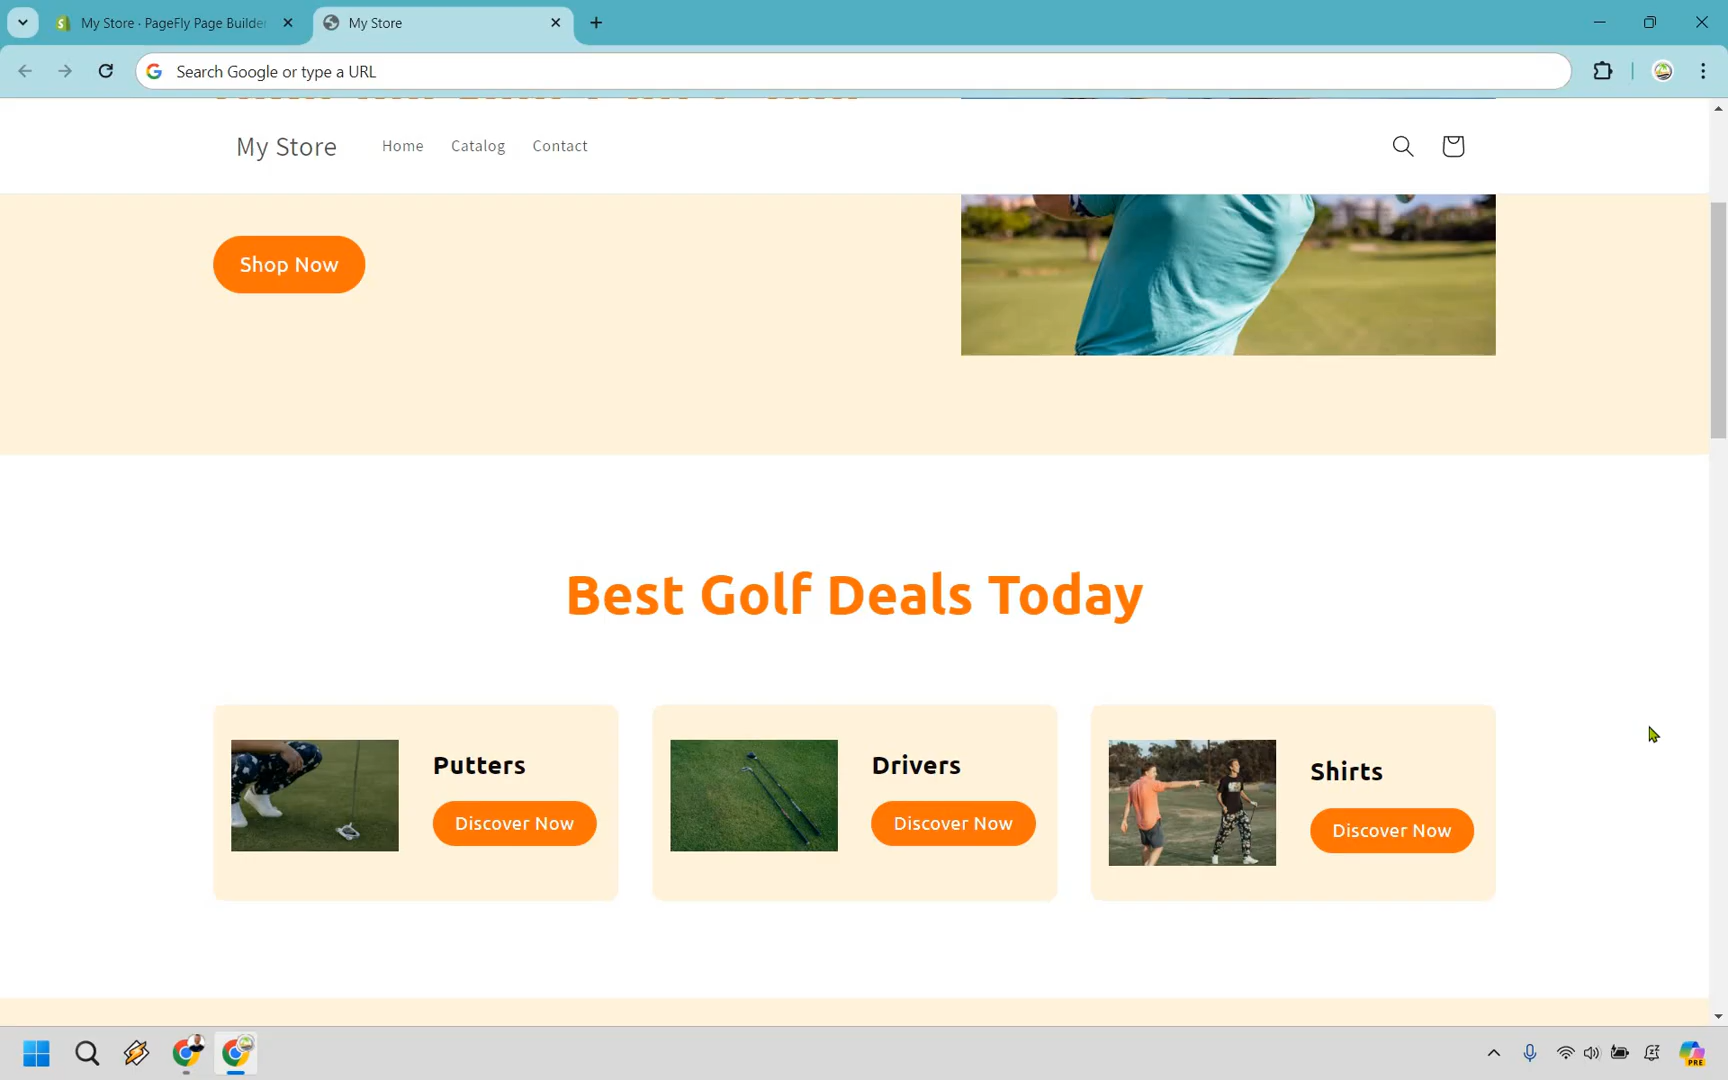 My Store · PageFly Page Builder
My Store
Search Google or type a URL
My Store
Home
Catalog
Contact
Shop Now
Best Golf Deals Today
Putters
Discover Now
Drivers
Discover Now
Shirts
Discover Now
PRE